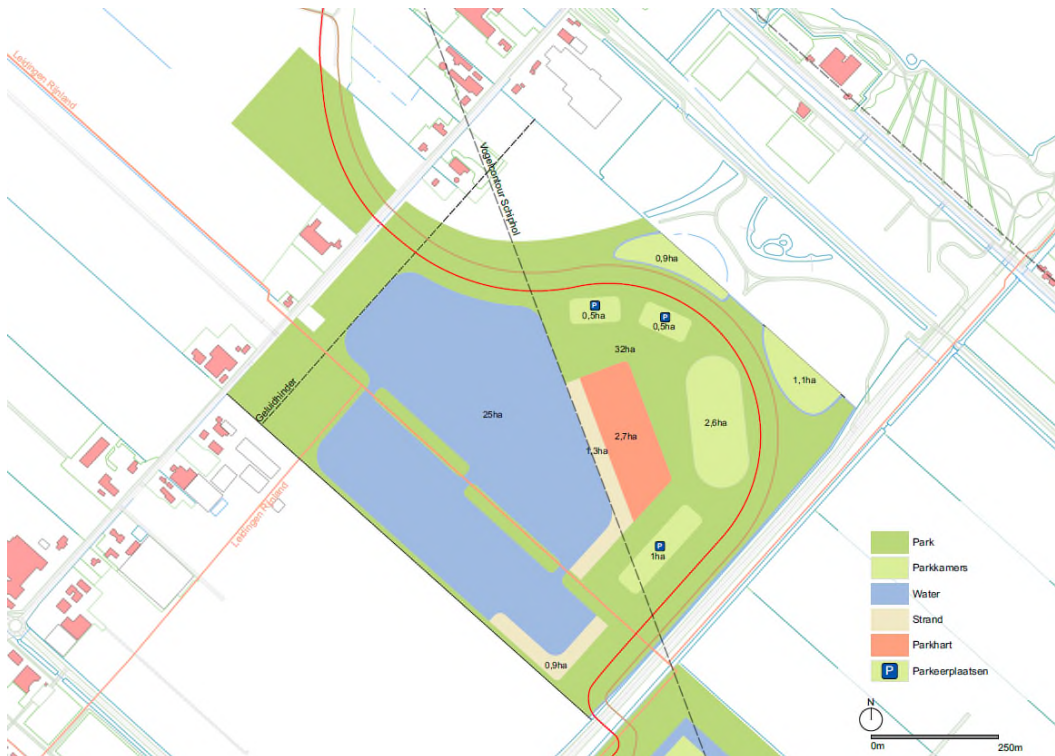 Leidingen Rijnland
Vogelcontour Schiphol
0,9ha
P
0,5ha
P
0,5ha
32ha
1,1ha
Geluidhinder
25ha
2,6ha
2,7ha
1,3ha
Leidingen Rijnland
P
1ha
0,9ha
Park
Parkkamers
Water
Strand
Parkhart
P Parkeerplaatsen
N
0m 250m